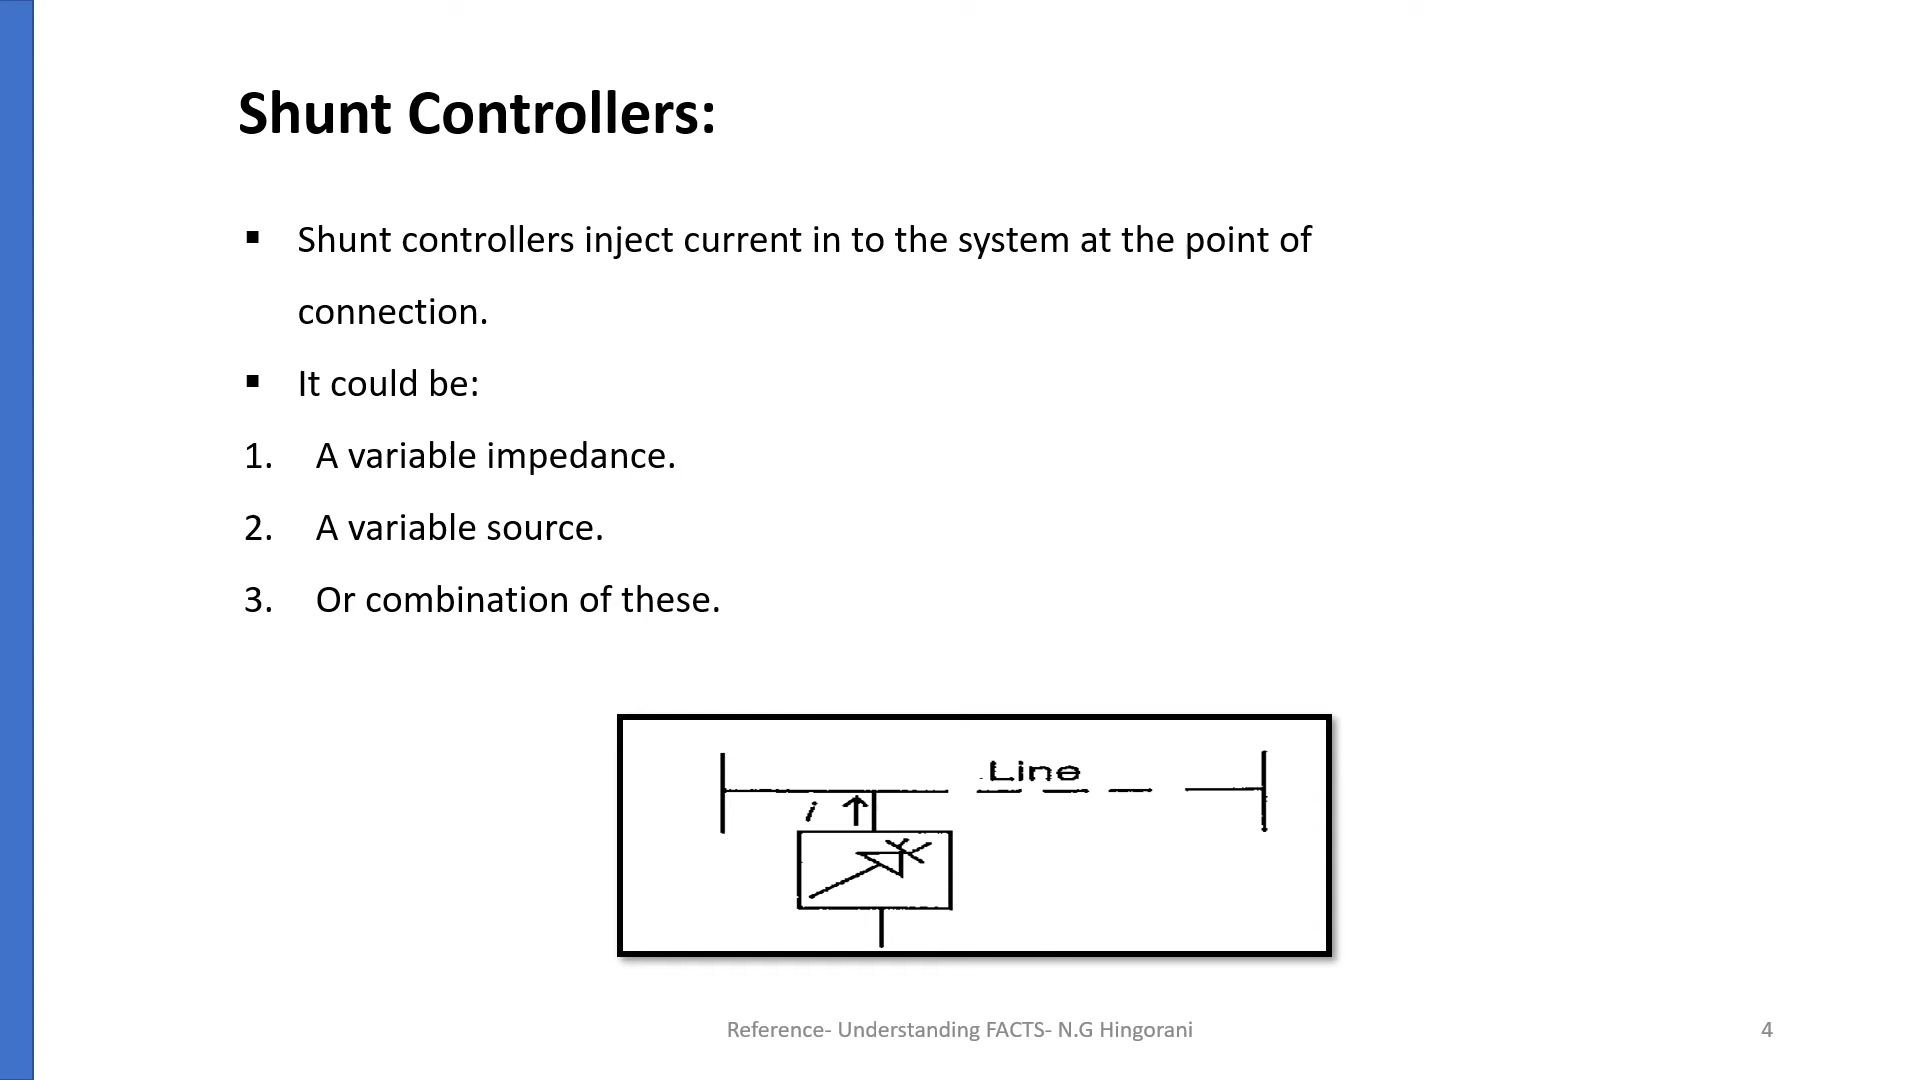 Shunt Controllers:
▪ Shunt controllers inject current in to the system at the point of
connection.
▪ It could be:
1. A variable impedance.
2. A variable source.
3. Or combination of these.
Line
i
Reference- Understanding FACTS- N.G Hingorani
4